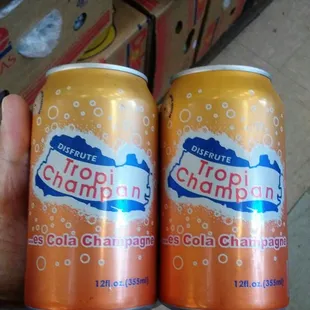 DISFRUTE
Tropi
Champan
...es Cola Champagne
12fl.oz.(355ml)
DISFRUTE
Tropi
Champan
...es Cola Champagne
12fl.oz.(355ml)